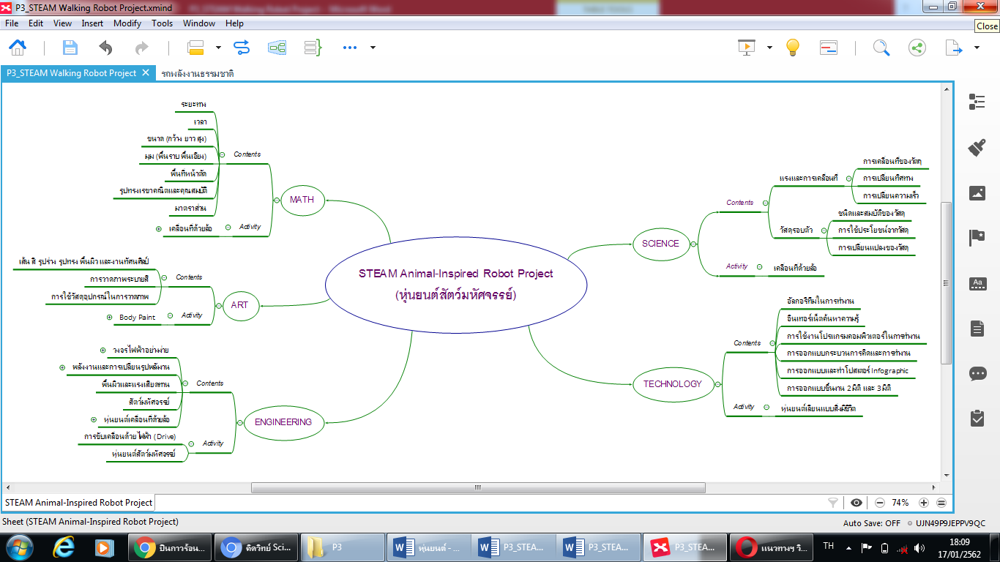 P3_STEAM Walking Robot Project.xmind
Close
File Edit View Insert Modify Tools Window Help
P3_STEAM Walking Robot Project
รถพลังงานธรรมชาติ
ระยะทาง
เวลา
ขนาด (กว้าง ยาว สูง)
มุม (พื้นราบ พื้นเอียง)
พื้นที่หน้าตัด
รูปทรงเรขาคณิตและคุณสมบัติ
มาตราส่วน
Contents
เคลื่อนที่ด้วยล้อ
Activity
MATH
เส้น สี รูปร่าง รูปทรง พื้นผิว และงานทัศนศิลป์
การวาดภาพระบายสี
การใช้วัสดุอุปกรณ์ในการวาดภาพ
Contents
Body Paint
Activity
ART
วงจรไฟฟ้าอย่างง่าย
พลังงานและการเปลี่ยนรูปพลังงาน
พื้นผิวและแรงเสียดทาน
สัตว์มหัศจรรย์
หุ่นยนต์เคลื่อนที่ด้วยล้อ
Contents
การขับเคลื่อนด้วย ไฟฟ้า (Drive)
หุ่นยนต์สัตว์มหัศจรรย์
Activity
ENGINEERING
STEAM Animal-Inspired Robot Project
(หุ่นยนต์สัตว์มหัศจรรย์)
SCIENCE
Contents
แรงและการเคลื่อนที่
การเคลื่อนที่ของวัตถุ
การเปลี่ยนทิศทาง
การเปลี่ยนความเร็ว
วัสดุรอบตัว
ชนิดและสมบัติของวัสดุ
การใช้ประโยชน์จากวัสดุ
การเปลี่ยนแปลงของวัสดุ
Activity
เคลื่อนที่ด้วยล้อ
TECHNOLOGY
Contents
อัลกอริทึมในการทำงาน
อินเทอร์เน็ตค้นหาความรู้
การใช้งานโปรแกรมคอมพิวเตอร์ในการทำงาน
การออกแบบกระบวนการคิดและการทำงาน
การออกแบบและทำโปสเตอร์ Infographic
การออกแบบชิ้นงาน 2 มิติ และ 3 มิติ
Activity
หุ่นยนต์เลียนแบบสิ่งมีชีวิต
STEAM Animal-Inspired Robot Project
74%
Sheet (STEAM Animal-Inspired Robot Project)
Auto Save: OFF
UJN49P9JEPPV9QC
ปืนกาวร้อน...
คิดวิทย์ Sci...
P3
หุ่นยนต์ - ...
P3_STEA...
P3_STEA...
P3_STEA...
แนวทางฯ วิ...
TH
18:09
17/01/2562